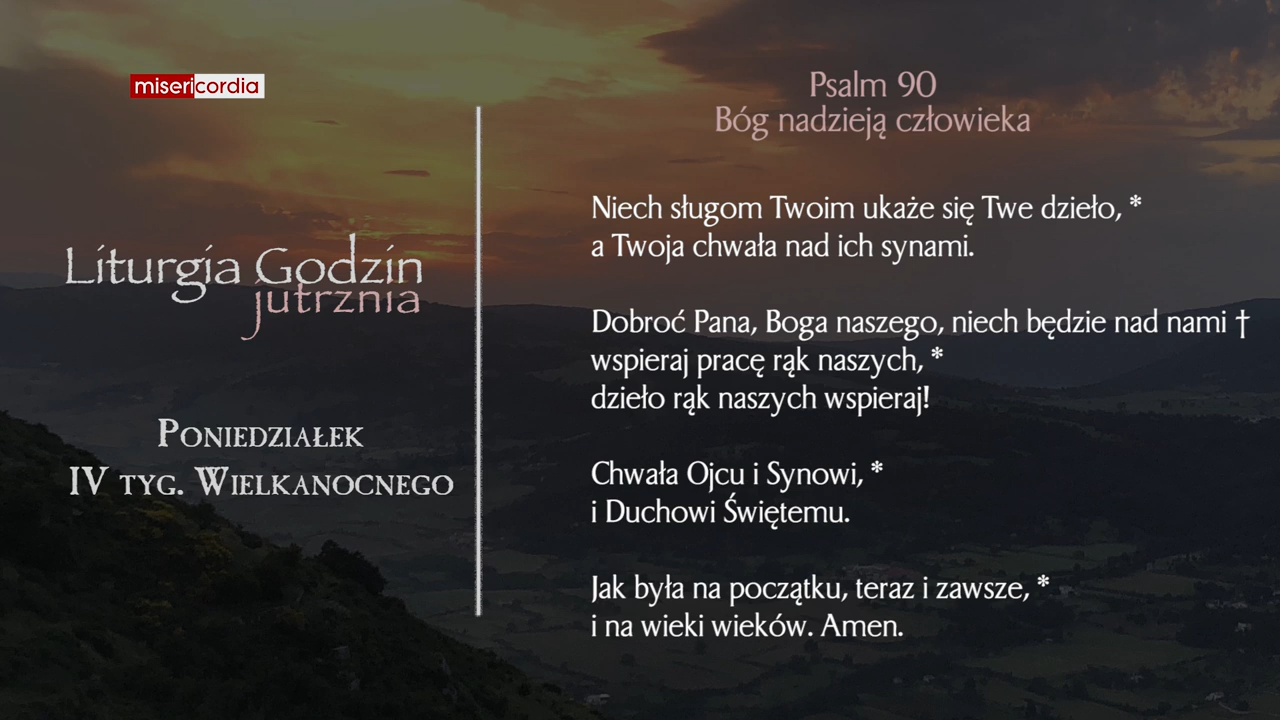 misericordia
Liturgia Godzin
jutrznia
Poniedziałek
IV tyg. Wielkanocnego
Psalm 90
Bóg nadzieją człowieka
Niech sługom Twoim ukaże się Twe dzieło, *
a Twoja chwała nad ich synami.
Dobroć Pana, Boga naszego, niech będzie nad nami †
wspieraj pracę rąk naszych, *
dzieło rąk naszych wspieraj!
Chwała Ojcu i Synowi, *
i Duchowi Świętemu.
Jak była na początku, teraz i zawsze, *
i na wieki wieków. Amen.